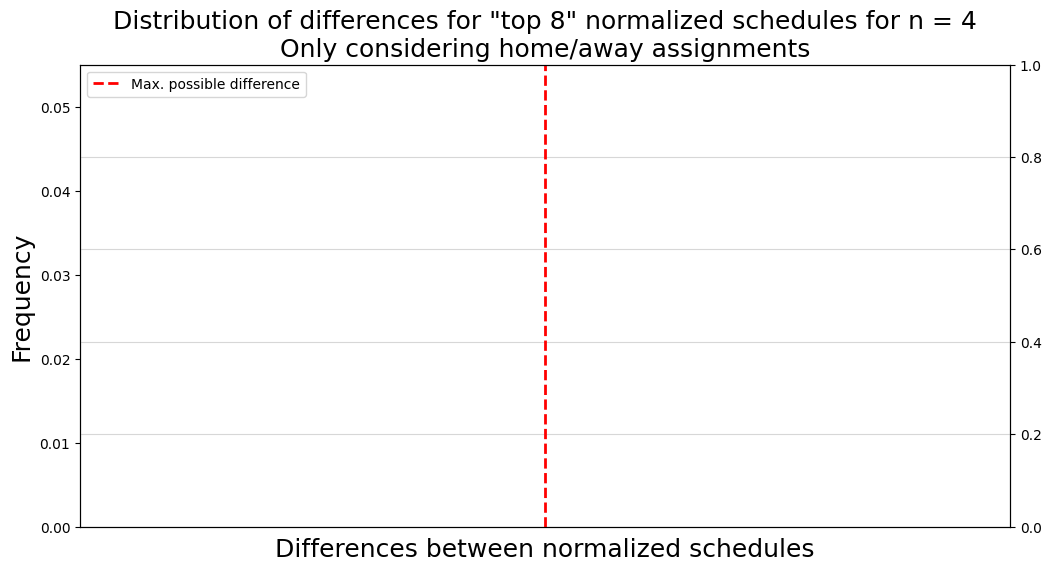 Distribution of differences for "top 8" normalized schedules for n = 4
Only considering home/away assignments
Max. possible difference
Frequency
0.05
0.04
0.03
0.02
0.01
0.00
1.0
0.8
0.6
0.4
0.2
0.0
Differences between normalized schedules